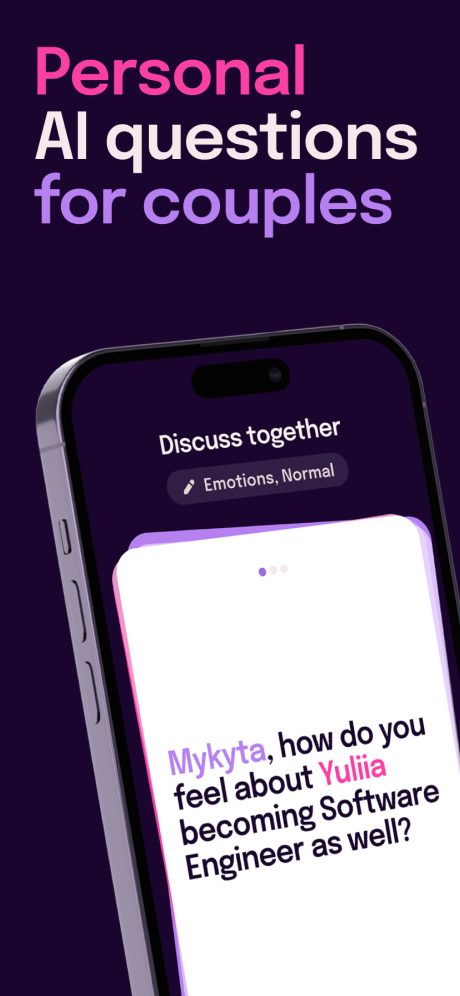 Personal
AI questions
for couples
Discuss together
Emotions, Normal
Mykyta, how do you
feel about Yuliia
becoming Software
Engineer as well?